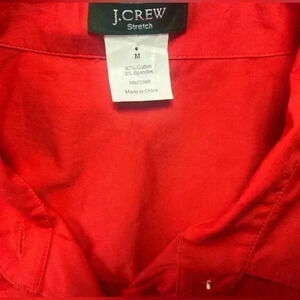 J.CREW
Stretch
M
97% Cotton
3% Spandex
Made in China